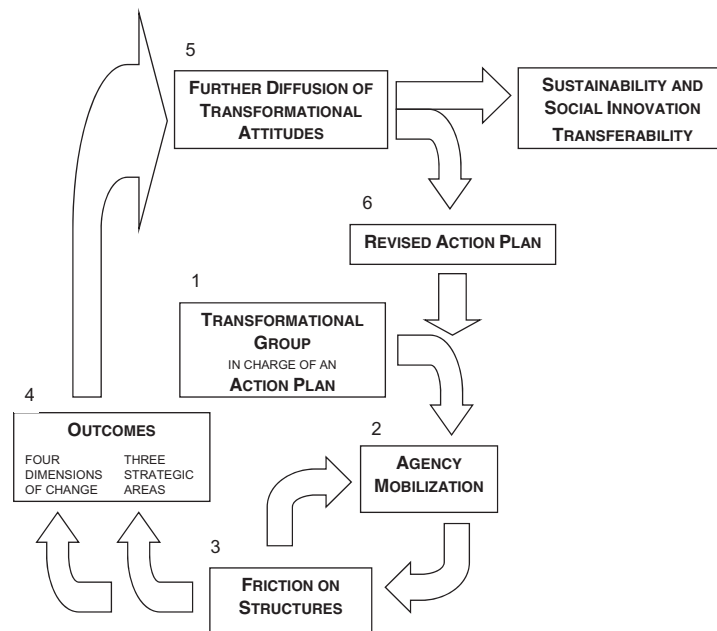 5
FURTHER DIFFUSION OF
TRANSFORMATIONAL
ATTITUDES
SUSTAINABILITY AND
SOCIAL INNOVATION
TRANSFERABILITY
6
REVISED ACTION PLAN
1
TRANSFORMATIONAL
GROUP
IN CHARGE OF AN
ACTION PLAN
4
OUTCOMES
FOUR
DIMENSIONS
OF CHANGE
THREE
STRATEGIC
AREAS
2
AGENCY
MOBILIZATION
3
FRICTION ON
STRUCTURES